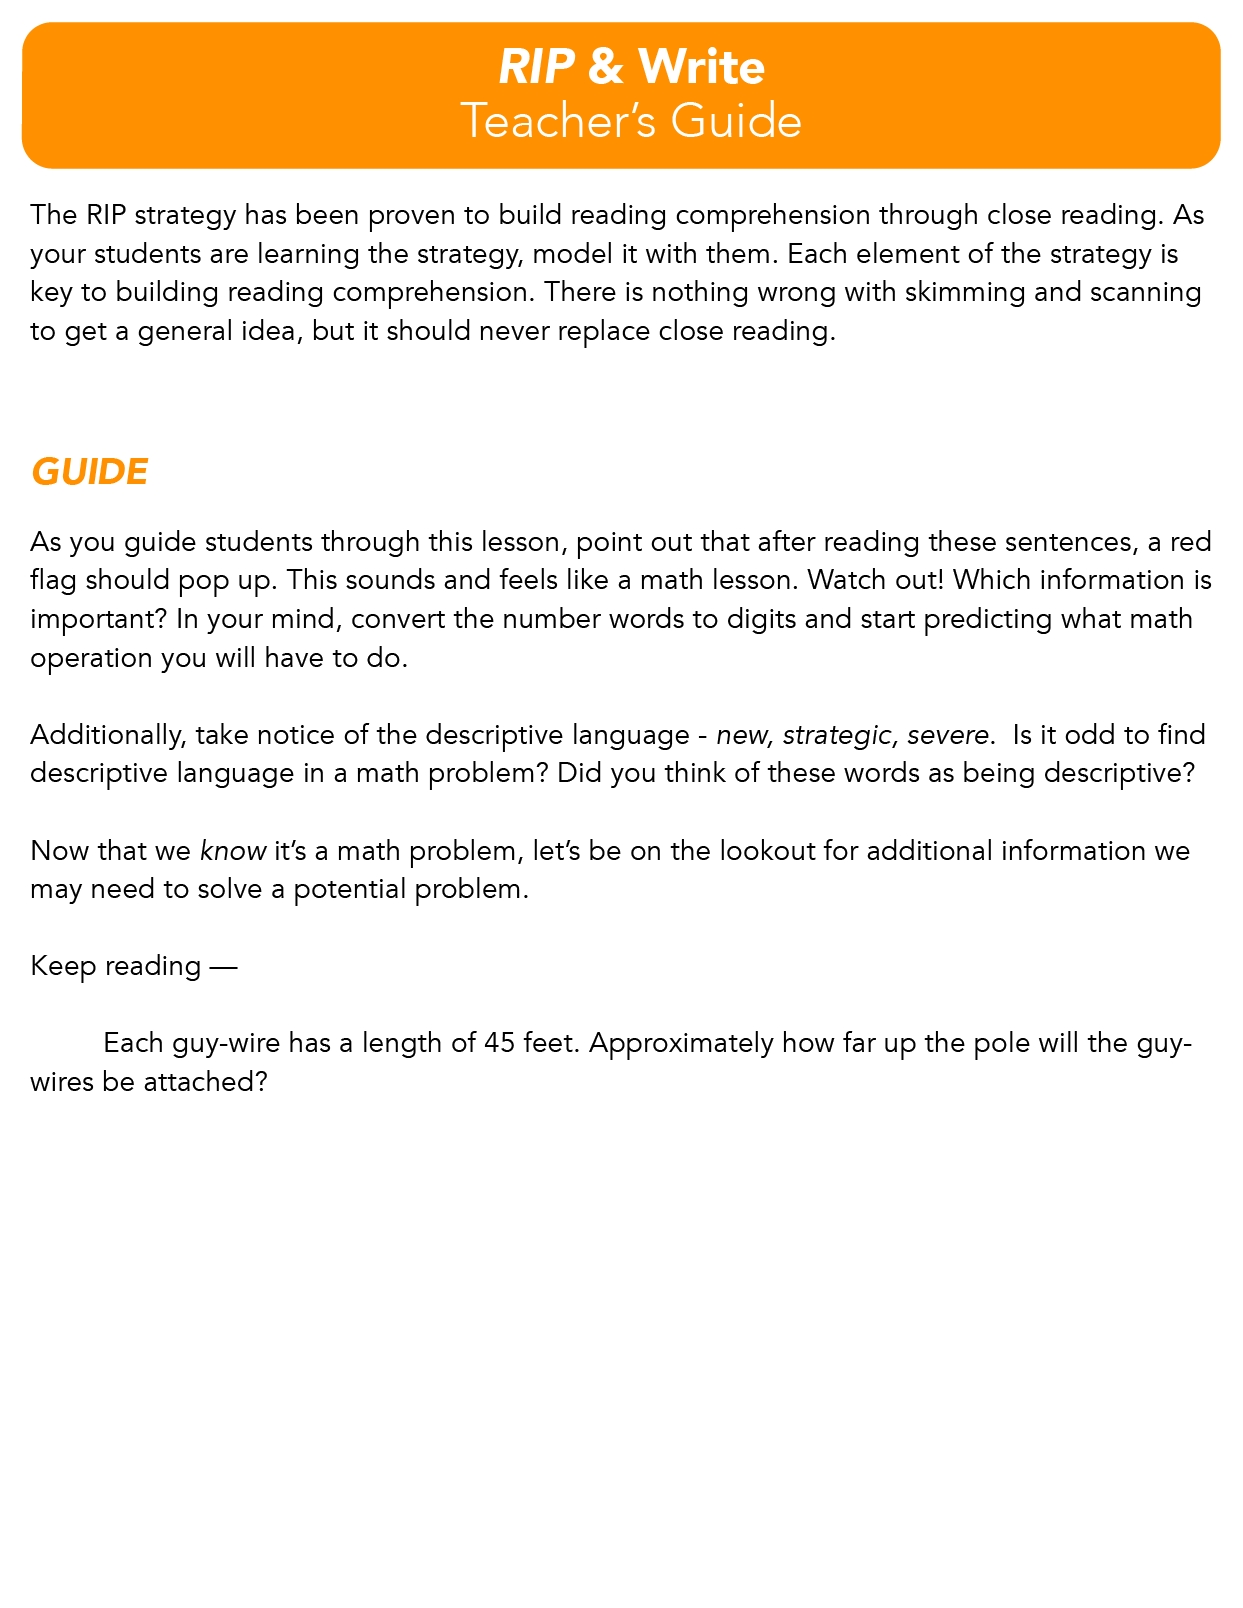 RIP & Write
Teacher’s Guide
The RIP strategy has been proven to build reading comprehension through close reading. As
your students are learning the strategy, model it with them. Each element of the strategy is
key to building reading comprehension. There is nothing wrong with skimming and scanning
to get a general idea, but it should never replace close reading.
GUIDE
As you guide students through this lesson, point out that after reading these sentences, a red
flag should pop up. This sounds and feels like a math lesson. Watch out! Which information is
important? In your mind, convert the number words to digits and start predicting what math
operation you will have to do.
Additionally, take notice of the descriptive language - new, strategic, severe.  Is it odd to find
descriptive language in a math problem? Did you think of these words as being descriptive?
Now that we know it’s a math problem, let’s be on the lookout for additional information we
may need to solve a potential problem.
Keep reading —
Each guy-wire has a length of 45 feet. Approximately how far up the pole will the guy-
wires be attached?